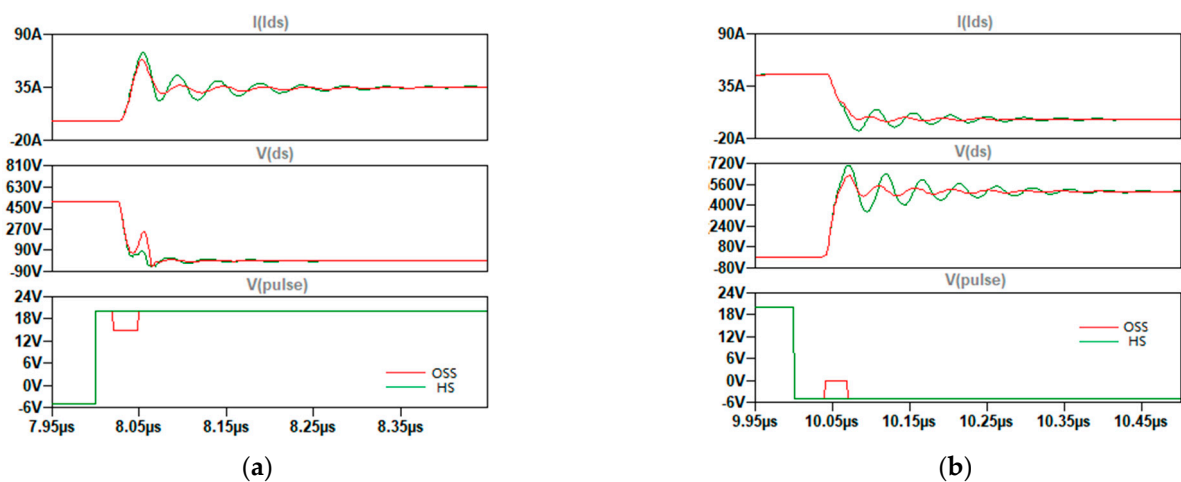 I(Ids)
90A
35A
-20A
V(ds)
810V
630V
450V
270V
90V
-90V
V(pulse)
24V
18V
12V
6V
0V
-6V
OSS
HS
7.95µs
8.05µs
8.15µs
8.25µs
8.35µs
(a)
I(Ids)
90A
35A
-20A
V(ds)
720V
560V
400V
240V
80V
-80V
V(pulse)
24V
18V
12V
6V
0V
-6V
OSS
HS
9.95µs
10.05µs
10.15µs
10.25µs
10.35µs
10.45µs
(b)